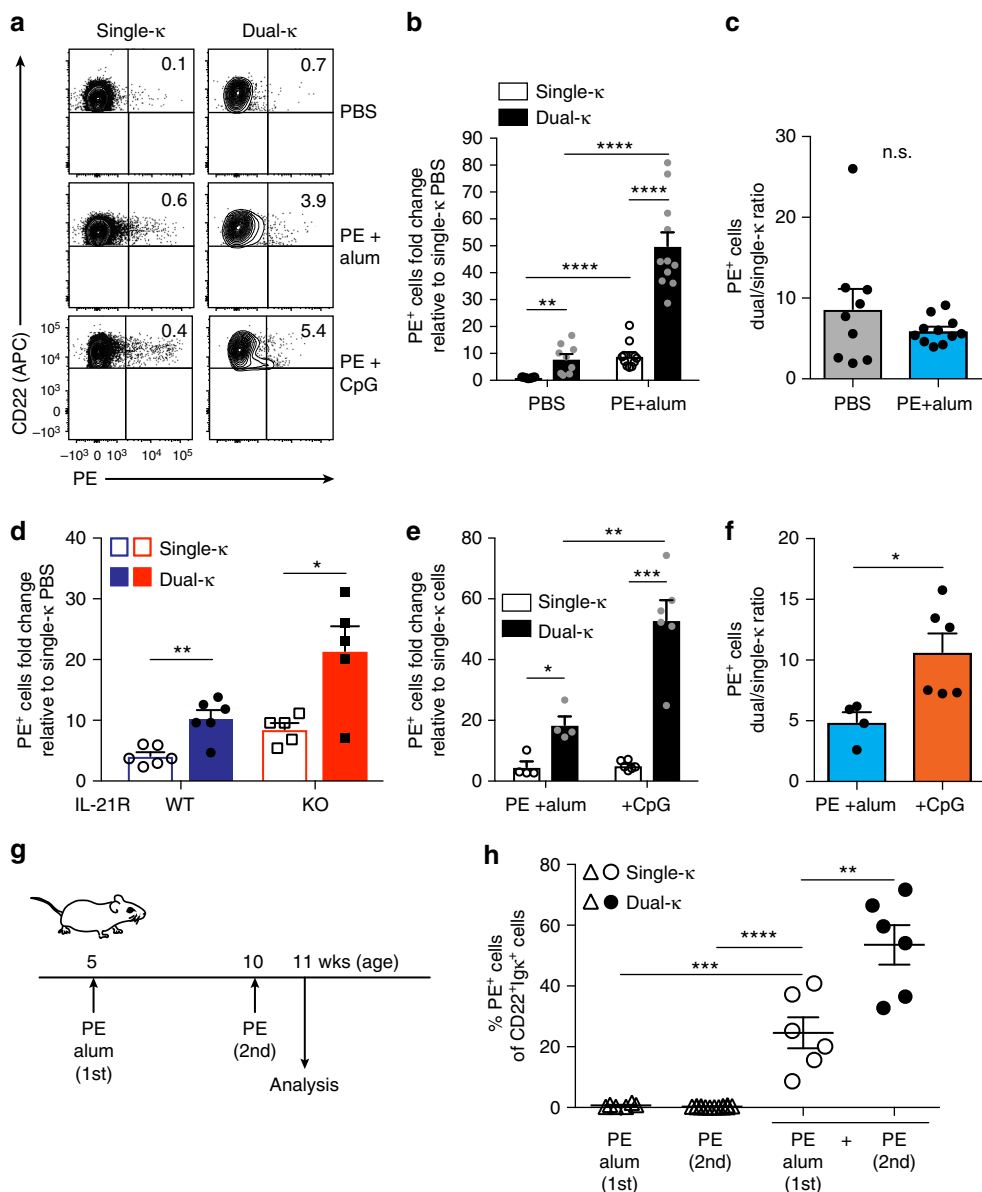 a
Single-κ
Dual-κ
0.1
0.7
PBS
0.6
3.9
PE +
alum
0.4
5.4
PE +
CpG
10⁵
10⁴
10³
0
−10³
−10³ 0 10³ 10⁴ 10⁵
CD22 (APC)
PE
b
Single-κ
Dual-κ
PE⁺ cells fold change
relative to single-κ PBS
90
80
70
60
50
40
30
20
10
0
****
****
****
**
PBS
PE+alum
c
PE⁺ cells
dual/single-κ ratio
30
20
10
0
n.s.
PBS
PE+alum
d
PE⁺ cells fold change
relative to single-κ PBS
40
30
20
10
0
Single-κ
Dual-κ
*
**
IL-21R
WT
KO
e
PE⁺ cells fold change
relative to single-κ cells
80
60
40
20
0
Single-κ
Dual-κ
**
***
*
PE +alum
+CpG
f
PE⁺ cells
dual/single-κ ratio
20
15
10
5
0
*
PE +alum
+CpG
g
5
10
11 wks (age)
PE
alum
(1st)
PE
(2nd)
Analysis
h
% PE⁺ cells
of CD22⁺Igκ⁺ cells
80
60
40
20
0
Single-κ
Dual-κ
**
****
***
PE
alum
(1st)
PE
(2nd)
PE
alum
(1st)
+
PE
(2nd)